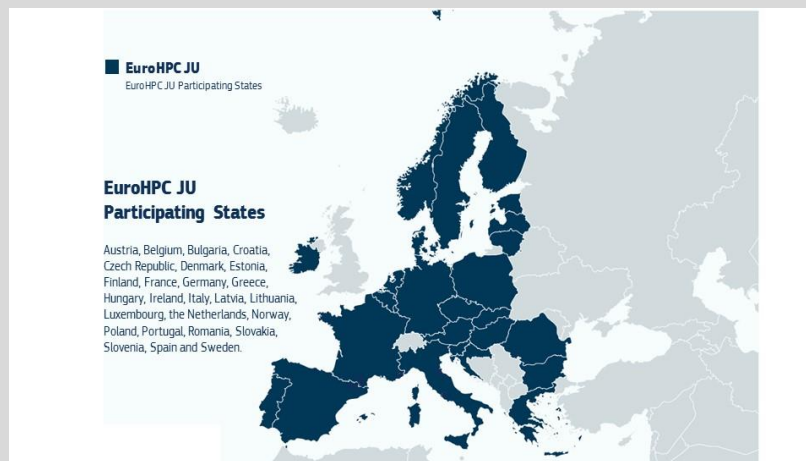 EuroHPC JU
EuroHPC JU Participating States
EuroHPC JU
Participating States
Austria, Belgium, Bulgaria, Croatia,
Czech Republic, Denmark, Estonia,
Finland, France, Germany, Greece,
Hungary, Ireland, Italy, Latvia, Lithuania,
Luxembourg, the Netherlands, Norway,
Poland, Portugal, Romania, Slovakia,
Slovenia, Spain and Sweden.